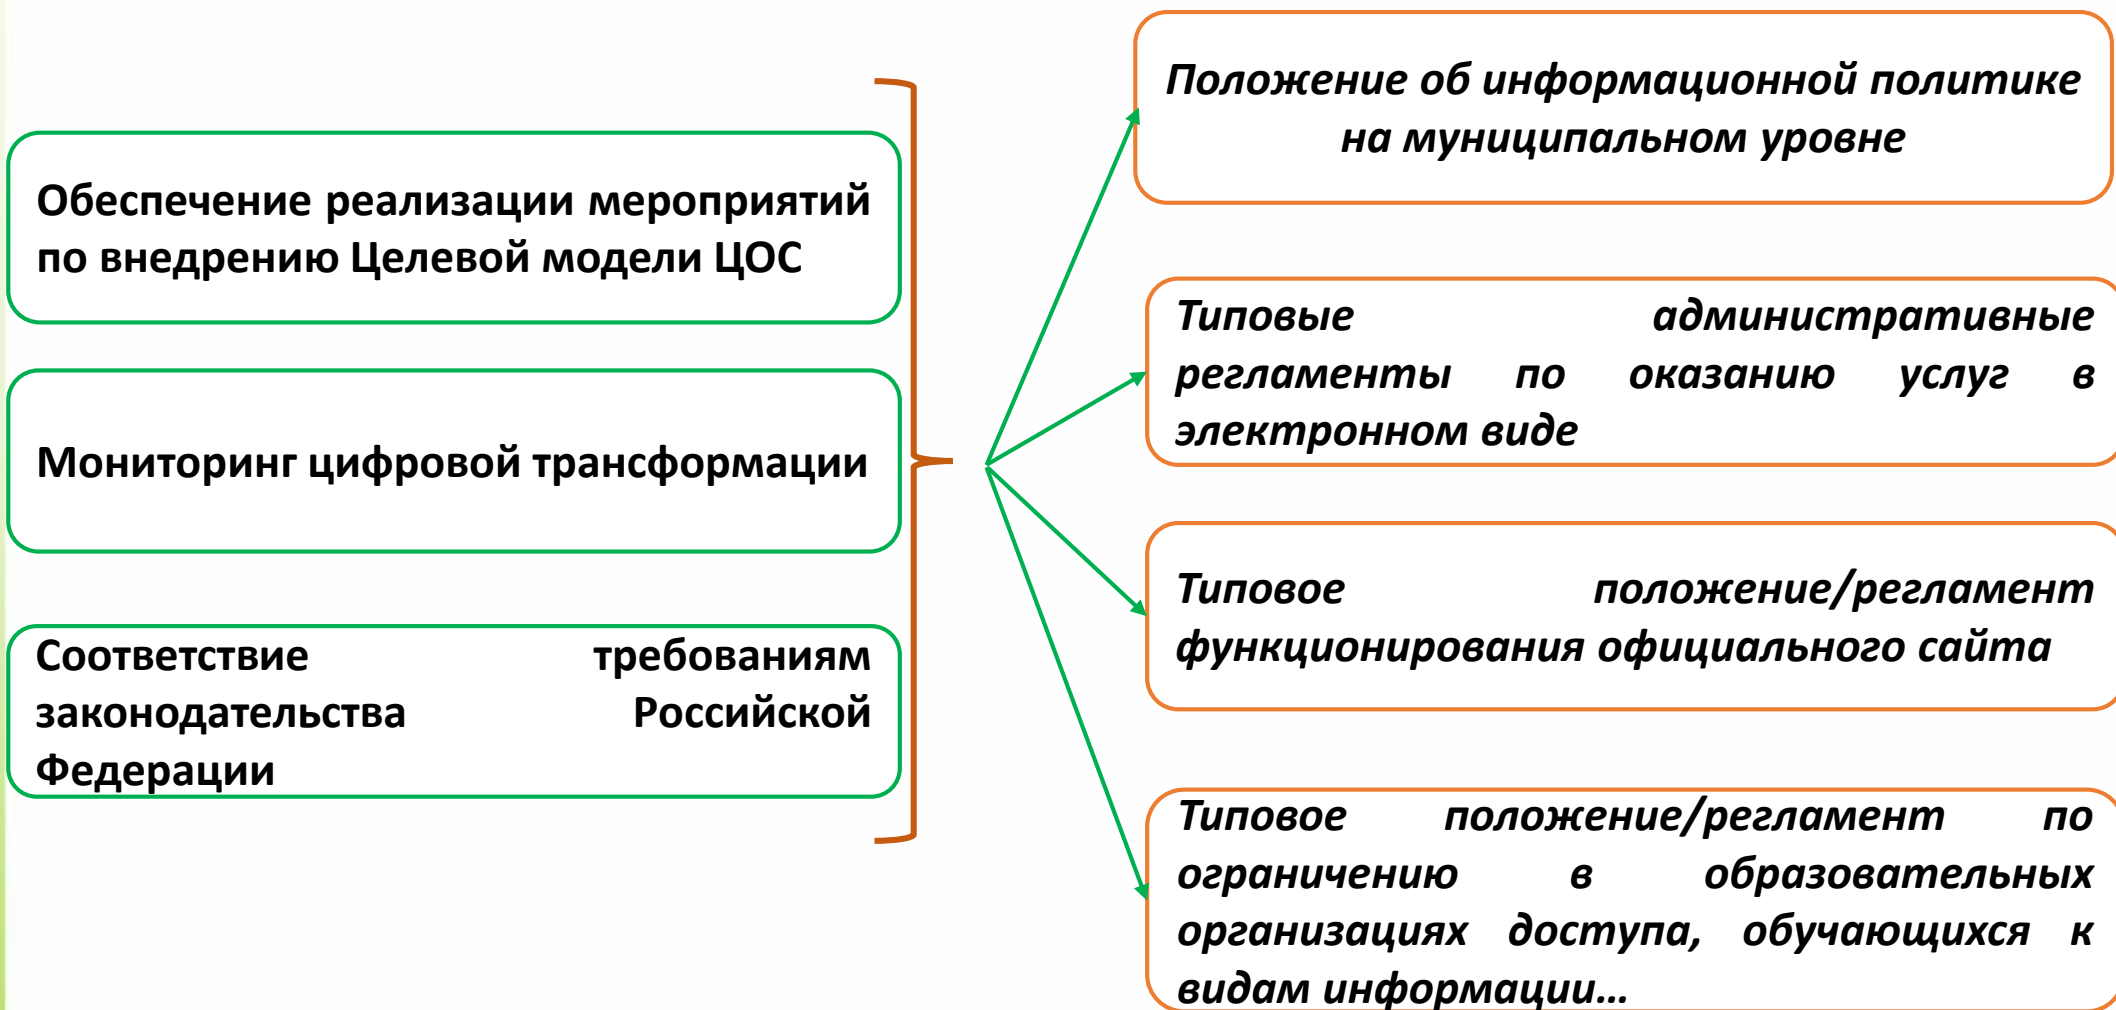 Обеспечение реализации мероприятий
по внедрению Целевой модели ЦОС
Мониторинг цифровой трансформации
Соответствие требованиям
законодательства Российской
Федерации
Положение об информационной политике
на муниципальном уровне
Типовые административные
регламенты по оказанию услуг в
электронном виде
Типовое положение/регламент
функционирования официального сайта
Типовое положение/регламент по
ограничению в образовательных
организациях доступа, обучающихся к
видам информации...